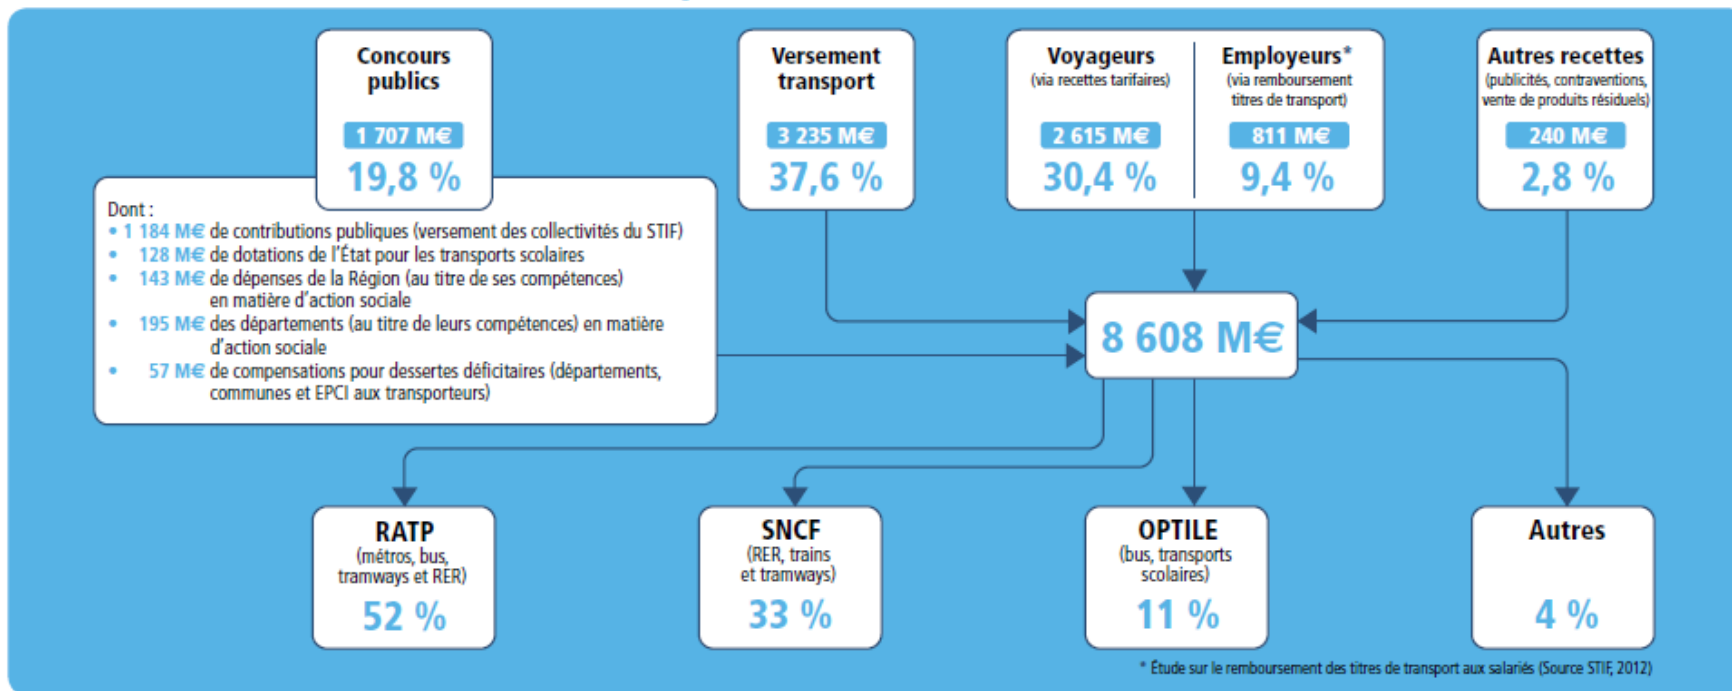 Concours
publics
1 707 M€
19,8 %
Dont :
• 1 184 M€ de contributions publiques (versement des collectivités du STIF)
• 128 M€ de dotations de l'État pour les transports scolaires
• 143 M€ de dépenses de la Région (au titre de ses compétences)
en matière d'action sociale
• 195 M€ des départements (au titre de leurs compétences) en matière
d'action sociale
• 57 M€ de compensations pour dessertes déficitaires (départements,
communes et EPCI aux transporteurs)
Versement
transport
3 235 M€
37,6 %
Voyageurs
(via recettes tarifaires)
2 615 M€
30,4 %
Employeurs*
(via remboursement
titres de transport)
811 M€
9,4 %
Autres recettes
(publicités, contraventions,
vente de produits résiduels)
240 M€
2,8 %
8 608 M€
RATP
(métros, bus,
tramways et RER)
52 %
SNCF
(RER, trains
et tramways)
33 %
OPTILE
(bus, transports
scolaires)
11 %
Autres
4 %
* Étude sur le remboursement des titres de transport aux salariés (Source STIF, 2012)